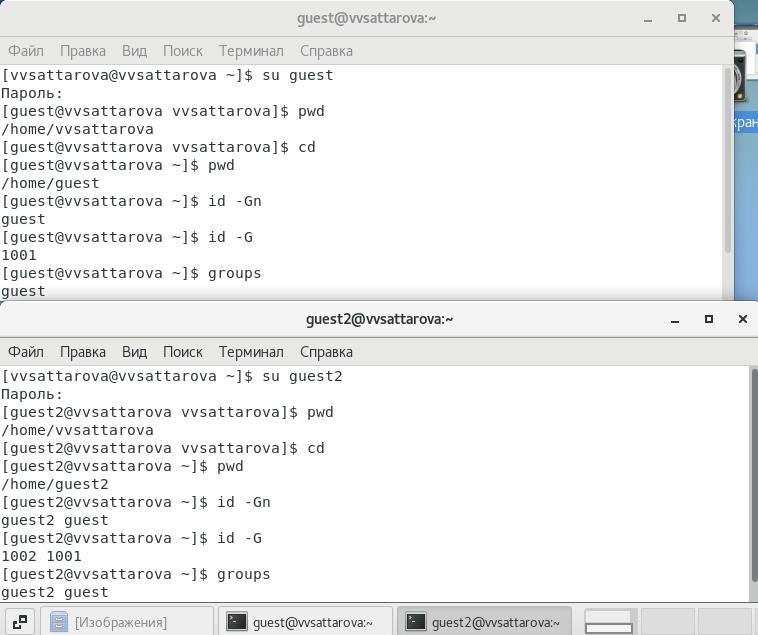 guest@vvsattarova:~
Файл Правка Вид Поиск Терминал Справка
[vvsattarova@vvsattarova ~]$ su guest
Пароль:
[guest@vvsattarova vvsattarova]$ pwd
/home/vvsattarova
[guest@vvsattarova vvsattarova]$ cd
[guest@vvsattarova ~]$ pwd
/home/guest
[guest@vvsattarova ~]$ id -Gn
guest
[guest@vvsattarova ~]$ id -G
1001
[guest@vvsattarova ~]$ groups
guest
guest2@vvsattarova:~
Файл Правка Вид Поиск Терминал Справка
[vvsattarova@vvsattarova ~]$ su guest2
Пароль:
[guest2@vvsattarova vvsattarova]$ pwd
/home/vvsattarova
[guest2@vvsattarova vvsattarova]$ cd
[guest2@vvsattarova ~]$ pwd
/home/guest2
[guest2@vvsattarova ~]$ id -Gn
guest2 guest
[guest2@vvsattarova ~]$ id -G
1002 1001
[guest2@vvsattarova ~]$ groups
guest2 guest
[Изображения] guest@vvsattarova:~ guest2@vvsattarova:~